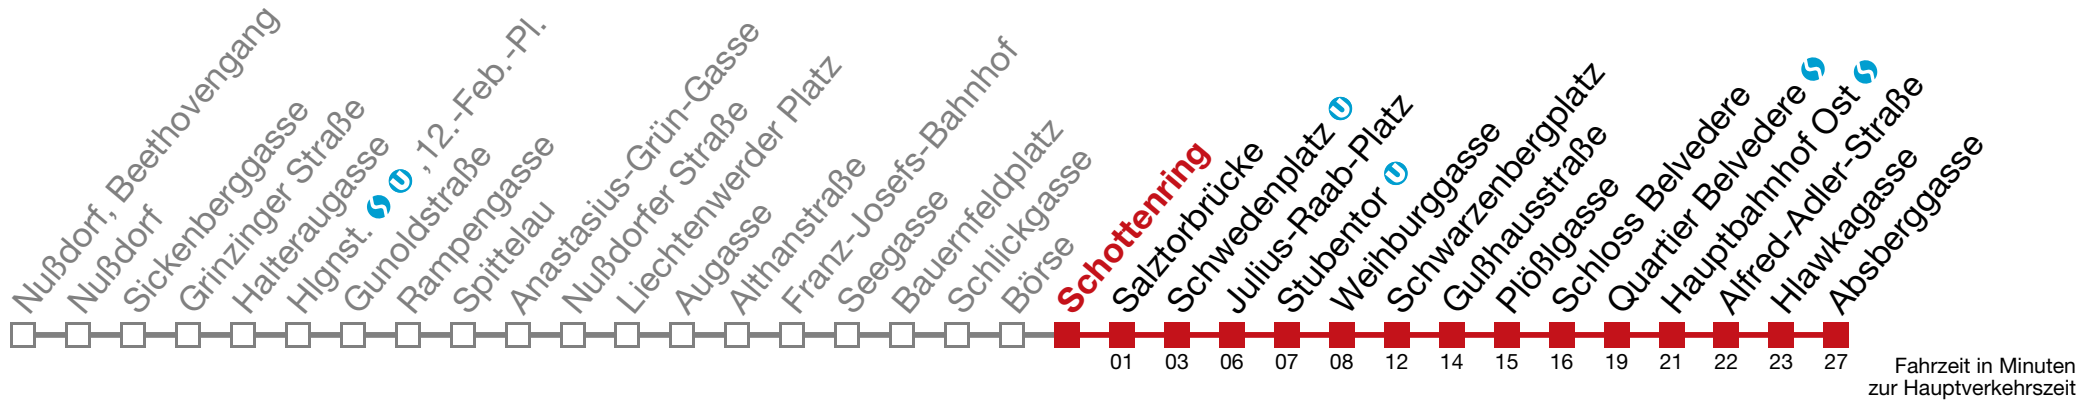 Nußdorf, Beethovengang
Nußdorf
Sickenberggasse
Grinzinger Straße
Halteraugasse
Hlgnst. S U ,12.-Feb.-Pl.
Gunoldstraße
Rampengasse
Spittelau
Anastasius-Grün-Gasse
Nußdorfer Straße
Liechtenwerder Platz
Augasse
Althanstraße
Franz-Josefs-Bahnhof
Seegasse
Bauernfeldplatz
Schlickgasse
Börse
Schottenring
Salztorbrücke
Schwedenplatz U
Julius-Raab-Platz
Stubentor U
Weihburggasse
Schwarzenbergplatz
Gußhausstraße
Plößlgasse
Schloss Belvedere
Quartier Belvedere S
Hauptbahnhof Ost S
Alfred-Adler-Straße
Hlawkagasse
Absberggasse
01 03 06 07 08 12 14 15 16 19 21 22 23 27
Fahrzeit in Minuten
zur Hauptverkehrszeit